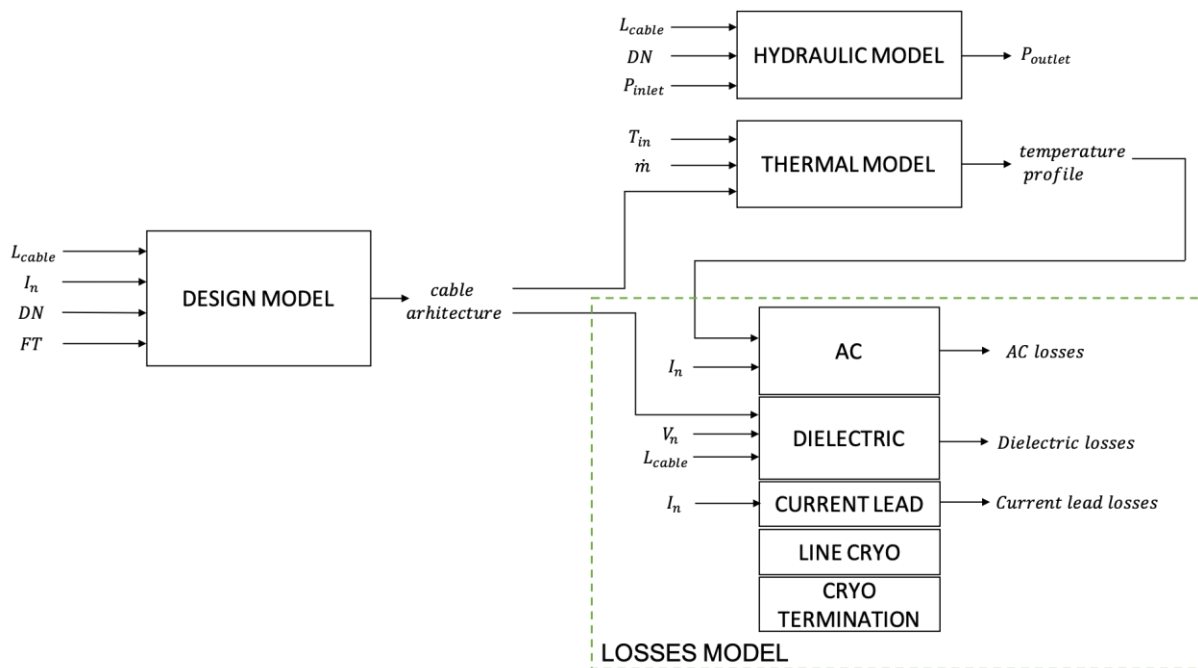 L_cable
DN
P_inlet
HYDRAULIC MODEL
P_outlet
T_in
ṁ
THERMAL MODEL
temperature
profile
L_cable
I_n
DN
FT
DESIGN MODEL
cable
arhitecture
I_n
AC
AC losses
V_n
L_cable
DIELECTRIC
Dielectric losses
I_n
CURRENT LEAD
Current lead losses
LINE CRYO
CRYO
TERMINATION
LOSSES MODEL